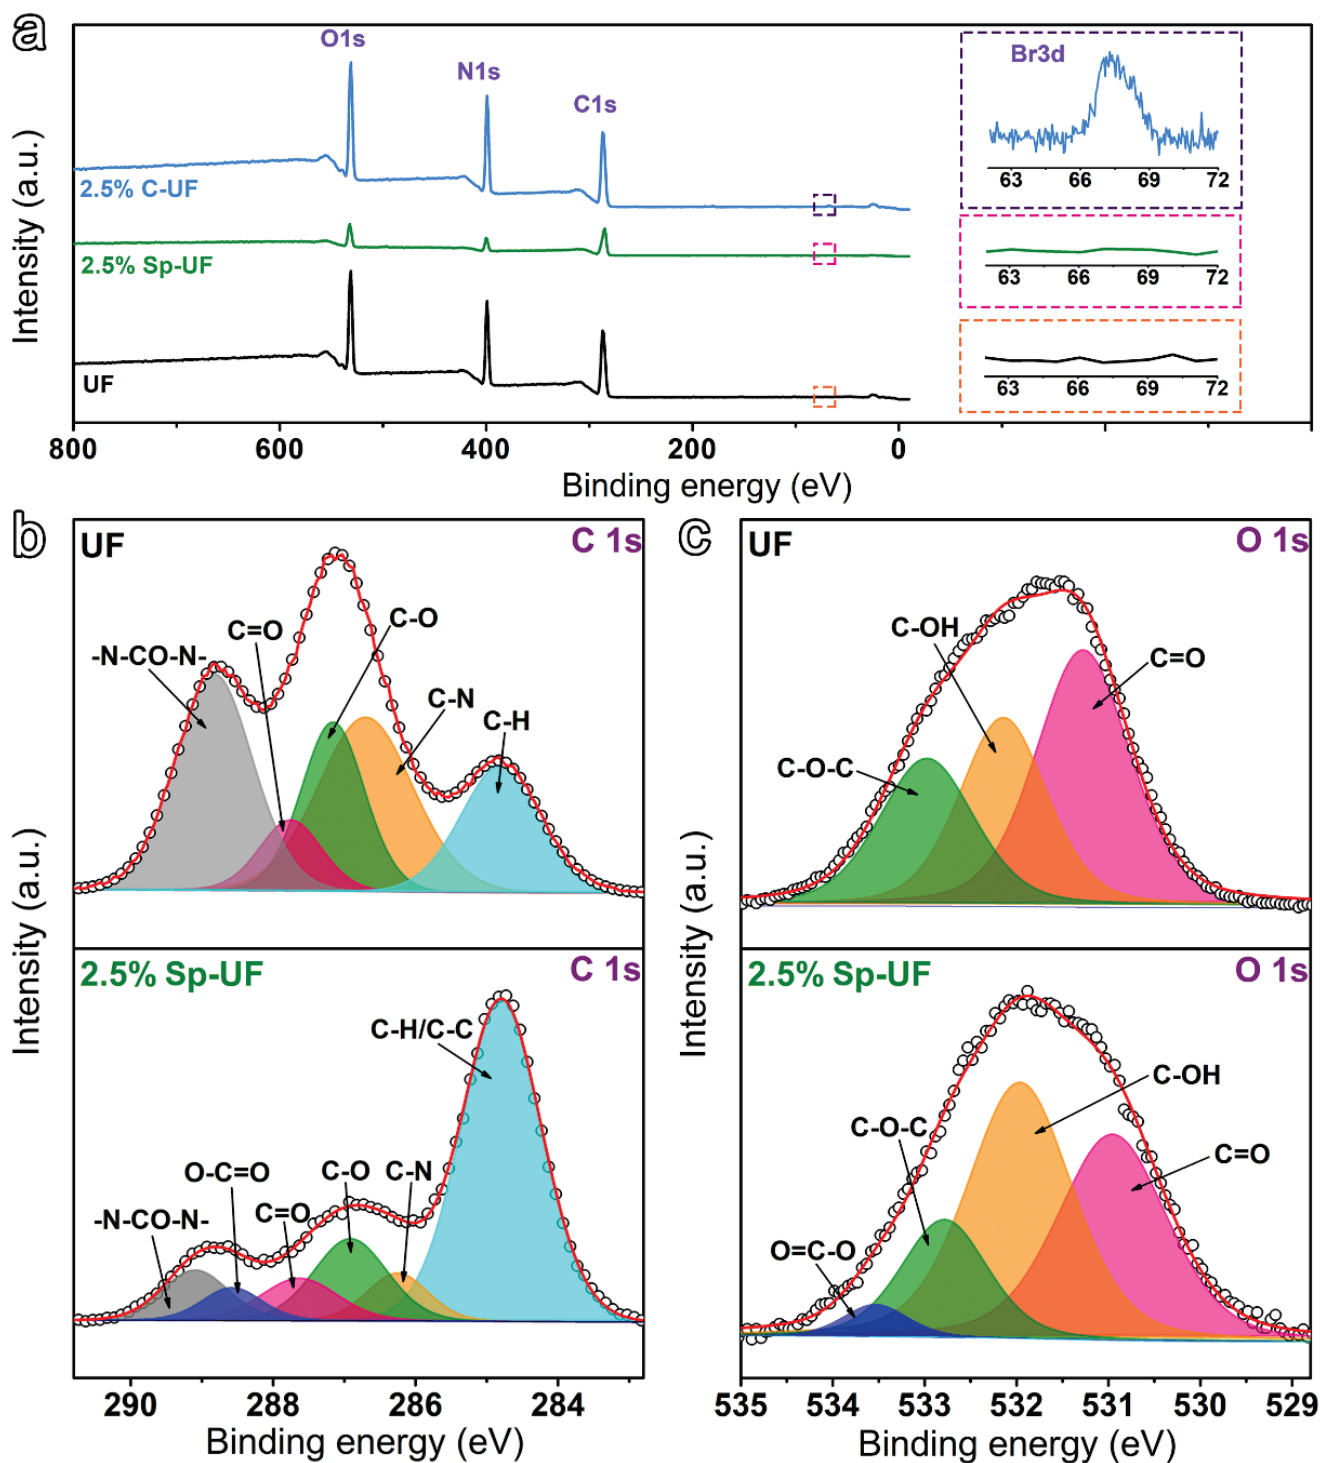 a
O1s
N1s
C1s
Br3d
2.5% C-UF
63 66 69 72
2.5% Sp-UF
63 66 69 72
UF
63 66 69 72
Intensity (a.u.)
800 600 400 200 0
Binding energy (eV)
b
UF
C 1s
-N-CO-N-
C=O
C-O
C-N
C-H
Intensity (a.u.)
2.5% Sp-UF
C 1s
C-H/C-C
-N-CO-N-
O-C=O
C=O
C-O
C-N
Intensity (a.u.)
290 288 286 284
Binding energy (eV)
c
UF
O 1s
C-OH
C=O
C-O-C
Intensity (a.u.)
2.5% Sp-UF
O 1s
C-OH
C-O-C
C=O
O=C-O
Intensity (a.u.)
535 534 533 532 531 530 529
Binding energy (eV)